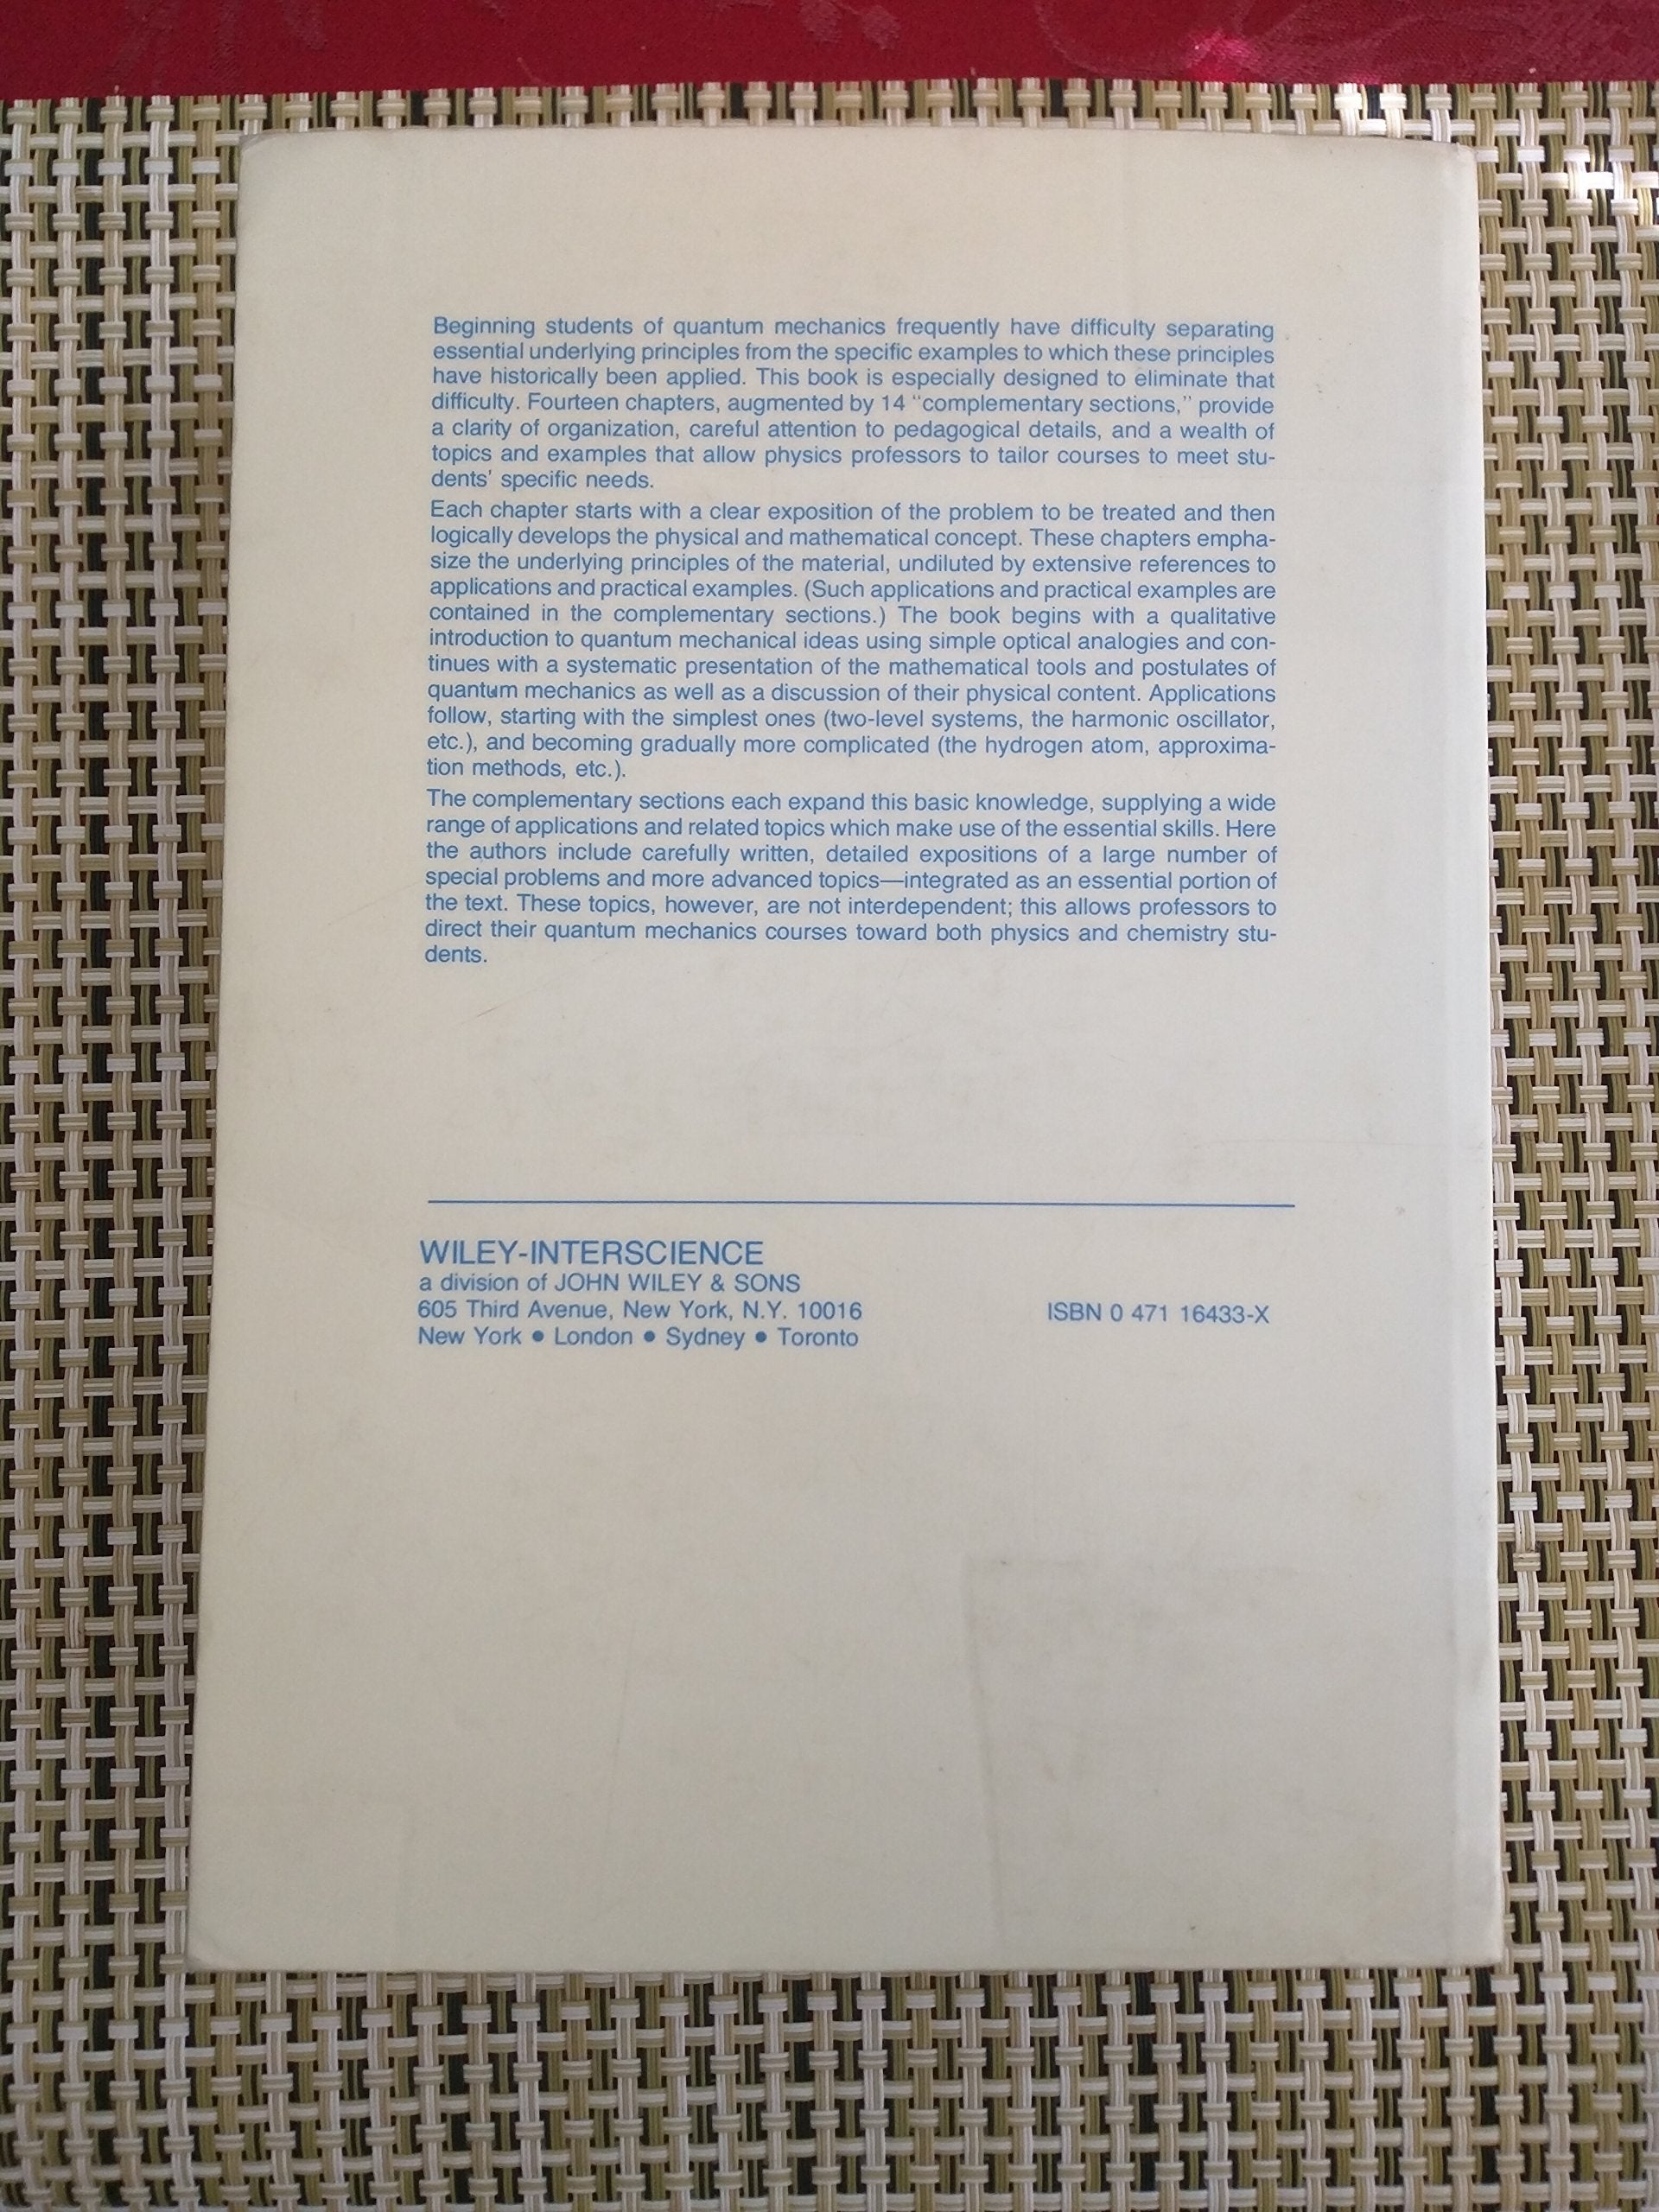 Beginning students of quantum mechanics frequently have difficulty separating
essential underlying principles from the specific examples to which these principles
have historically been applied. This book is especially designed to eliminate that
difficulty. Fourteen chapters, augmented by 14 "complementary sections," provide
a clarity of organization, careful attention to pedagogical details, and a wealth of
topics and examples that allow physics professors to tailor courses to meet stu-
dents' specific needs.
Each chapter starts with a clear exposition of the problem to be treated and then
logically develops the physical and mathematical concept. These chapters empha-
size the underlying principles of the material, undiluted by extensive references to
applications and practical examples. (Such applications and practical examples are
contained in the complementary sections.) The book begins with a qualitative
introduction to quantum mechanical ideas using simple optical analogies and con-
tinues with a systematic presentation of the mathematical tools and postulates of
quantum mechanics as well as a discussion of their physical content. Applications
follow, starting with the simplest ones (two-level systems, the harmonic oscillator,
etc.), and becoming gradually more complicated (the hydrogen atom, approxima-
tion methods, etc.).
The complementary sections each expand this basic knowledge, supplying a wide
range of applications and related topics which make use of the essential skills. Here
the authors include carefully written, detailed expositions of a large number of
special problems and more advanced topics—integrated as an essential portion of
the text. These topics, however, are not interdependent; this allows professors to
direct their quantum mechanics courses toward both physics and chemistry stu-
dents.
WILEY-INTERSCIENCE
a division of JOHN WILEY & SONS
605 Third Avenue, New York, N.Y. 10016
New York • London • Sydney • Toronto
ISBN 0 471 16433-X